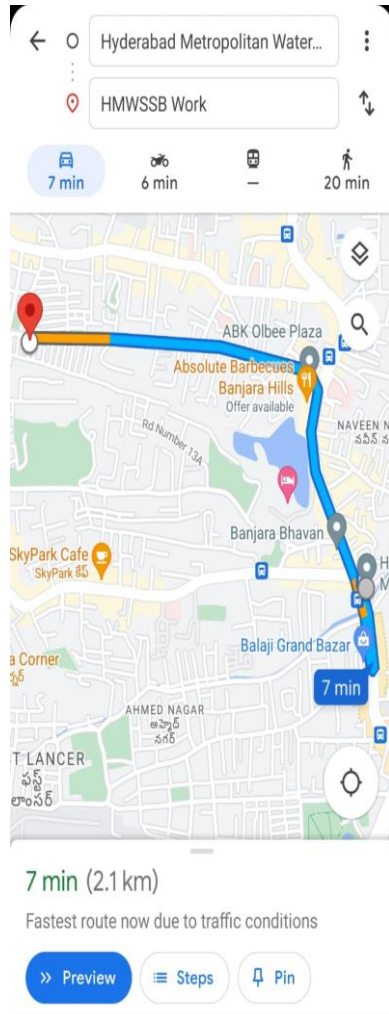 Hyderabad Metropolitan Water...
HMWSSB Work
7 min
6 min
—
20 min
ABK Olbee Plaza
Absolute Barbecues
Banjara Hills
Offer available
NAVEEN N
నవీన్ న
Rd Number 13A
Banjara Bhavan
SkyPark Cafe
SkyPark కేఫ్
H
M
Balaji Grand Bazar
a Corner
7 min
AHMED NAGAR
అహ్మద్
నగర్
T LANCER
లాన్సర్
7 min (2.1 km)
Fastest route now due to traffic conditions
Preview
Steps
Pin